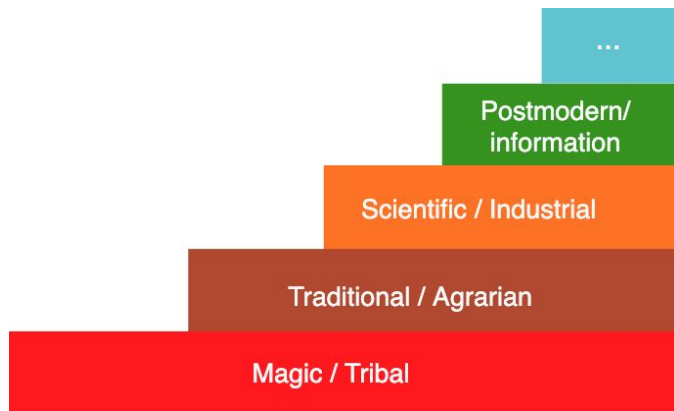 ...
Postmodern/
information
Scientific / Industrial
Traditional / Agrarian
Magic / Tribal